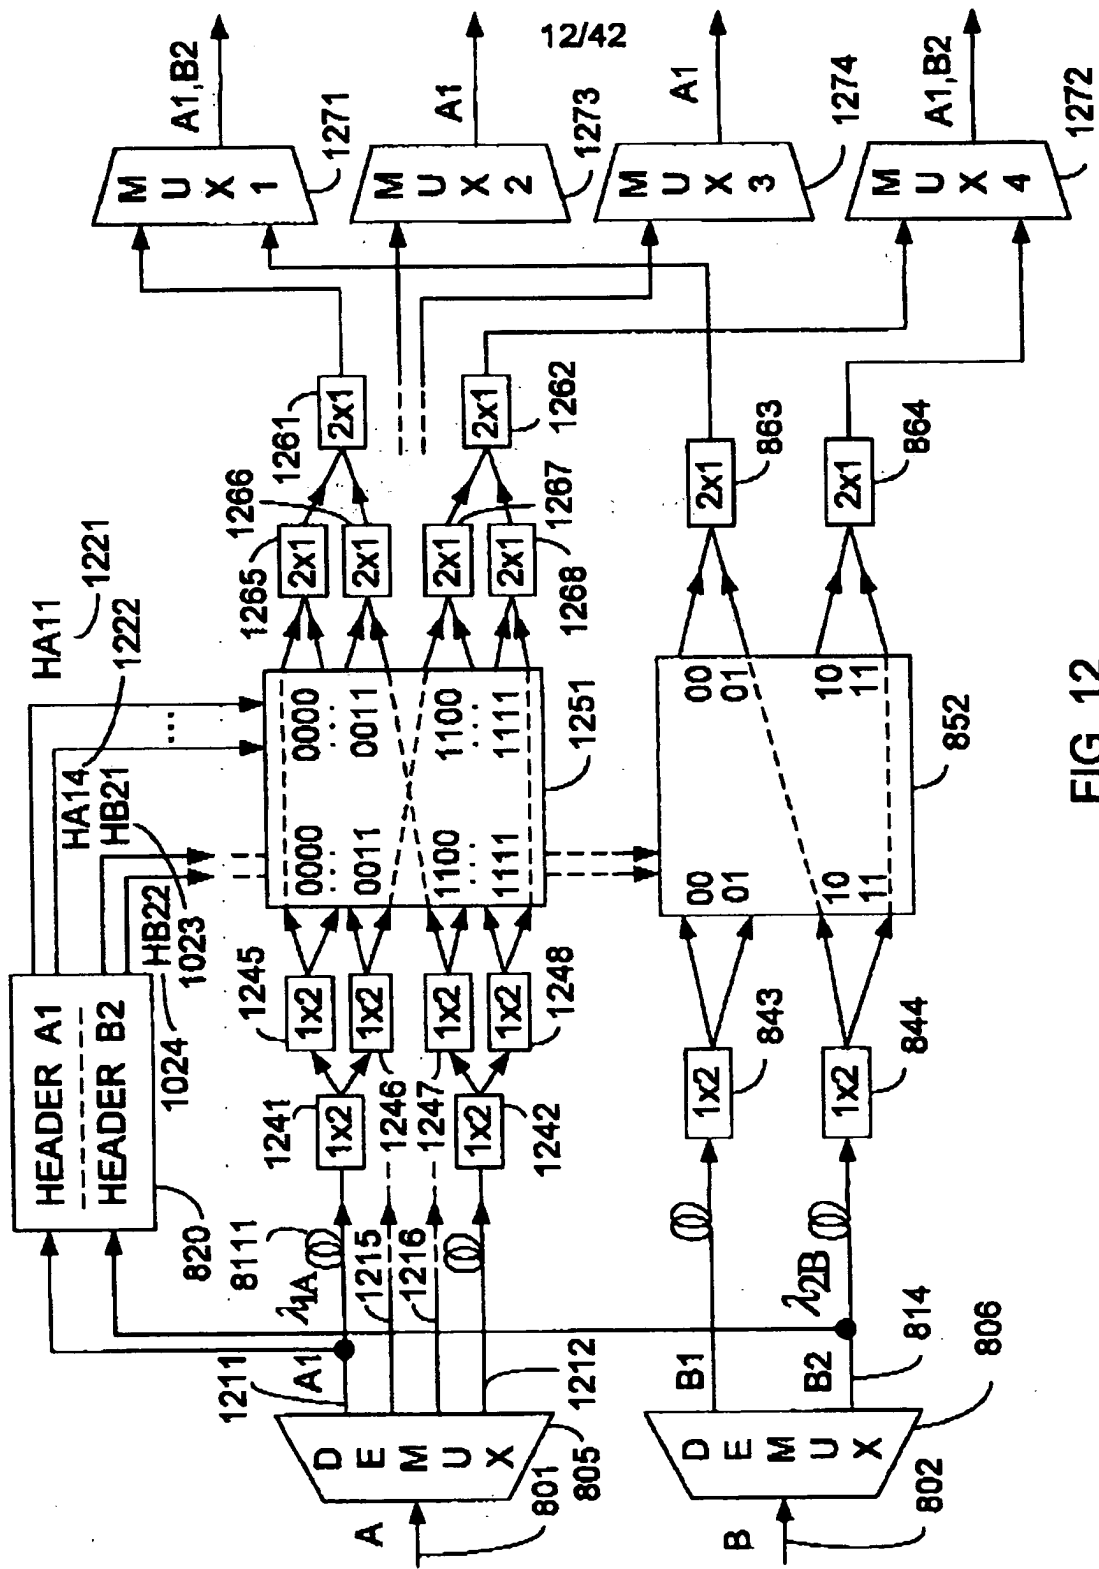 12/42
HEADER A1
HEADER B2
820
HA11
1221
HA14
1222
HB21
HB22
1023
1024
A
801
DEMUX
805
1211
A1
λ1A
8111
1215
1216
1212
1241
1x2
1242
1x2
1245
1x2
1246
1x2
1247
1x2
1248
1x2
0000
0000
0011
0011
1100
1100
1111
1111
1251
1265
2x1
1266
2x1
1267
2x1
1268
2x1
1261
2x1
1262
2x1
MUX 1
1271
A1,B2
MUX 2
1273
A1
MUX 3
1274
A1
MUX 4
1272
A1,B2
B
802
DEMUX
806
B1
B2
814
λ2B
1x2
843
1x2
844
00
01
10
11
00
01
10
11
852
2x1
863
2x1
864
FIG. 12